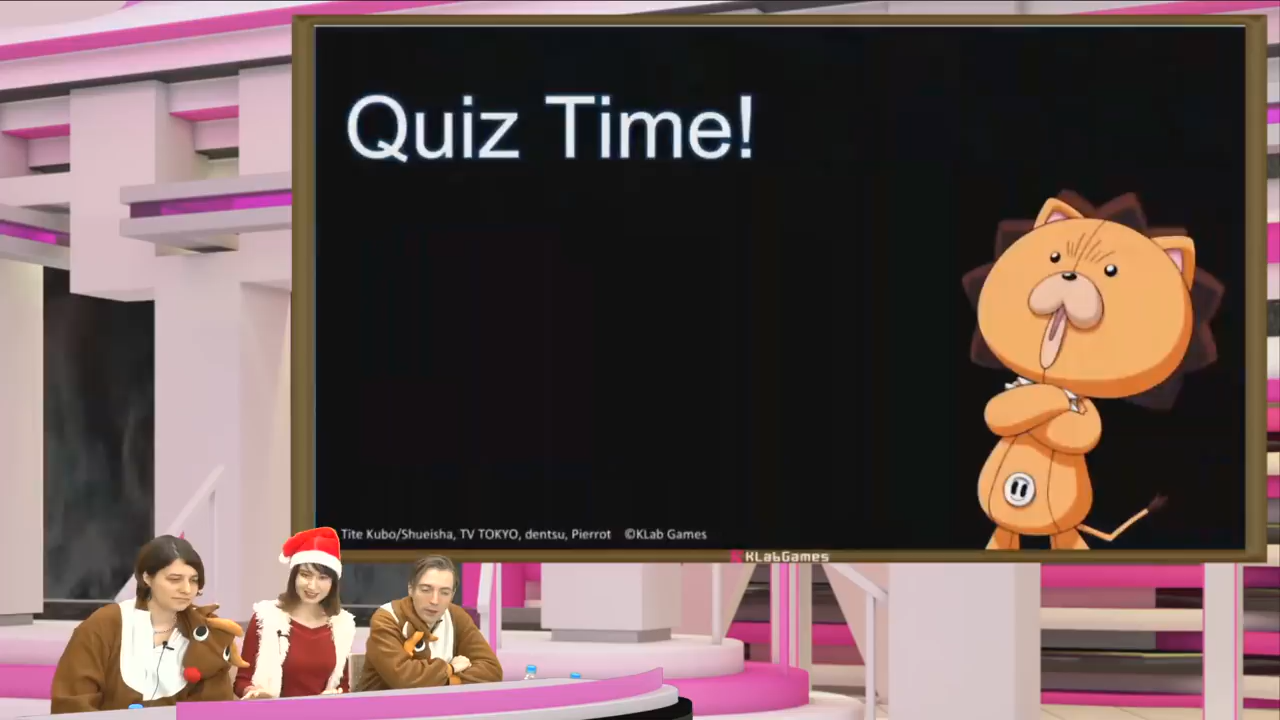 Quiz Time!
Tite Kubo/Shueisha, TV TOKYO, dentsu, Pierrot ©KLab Games
KLabGames